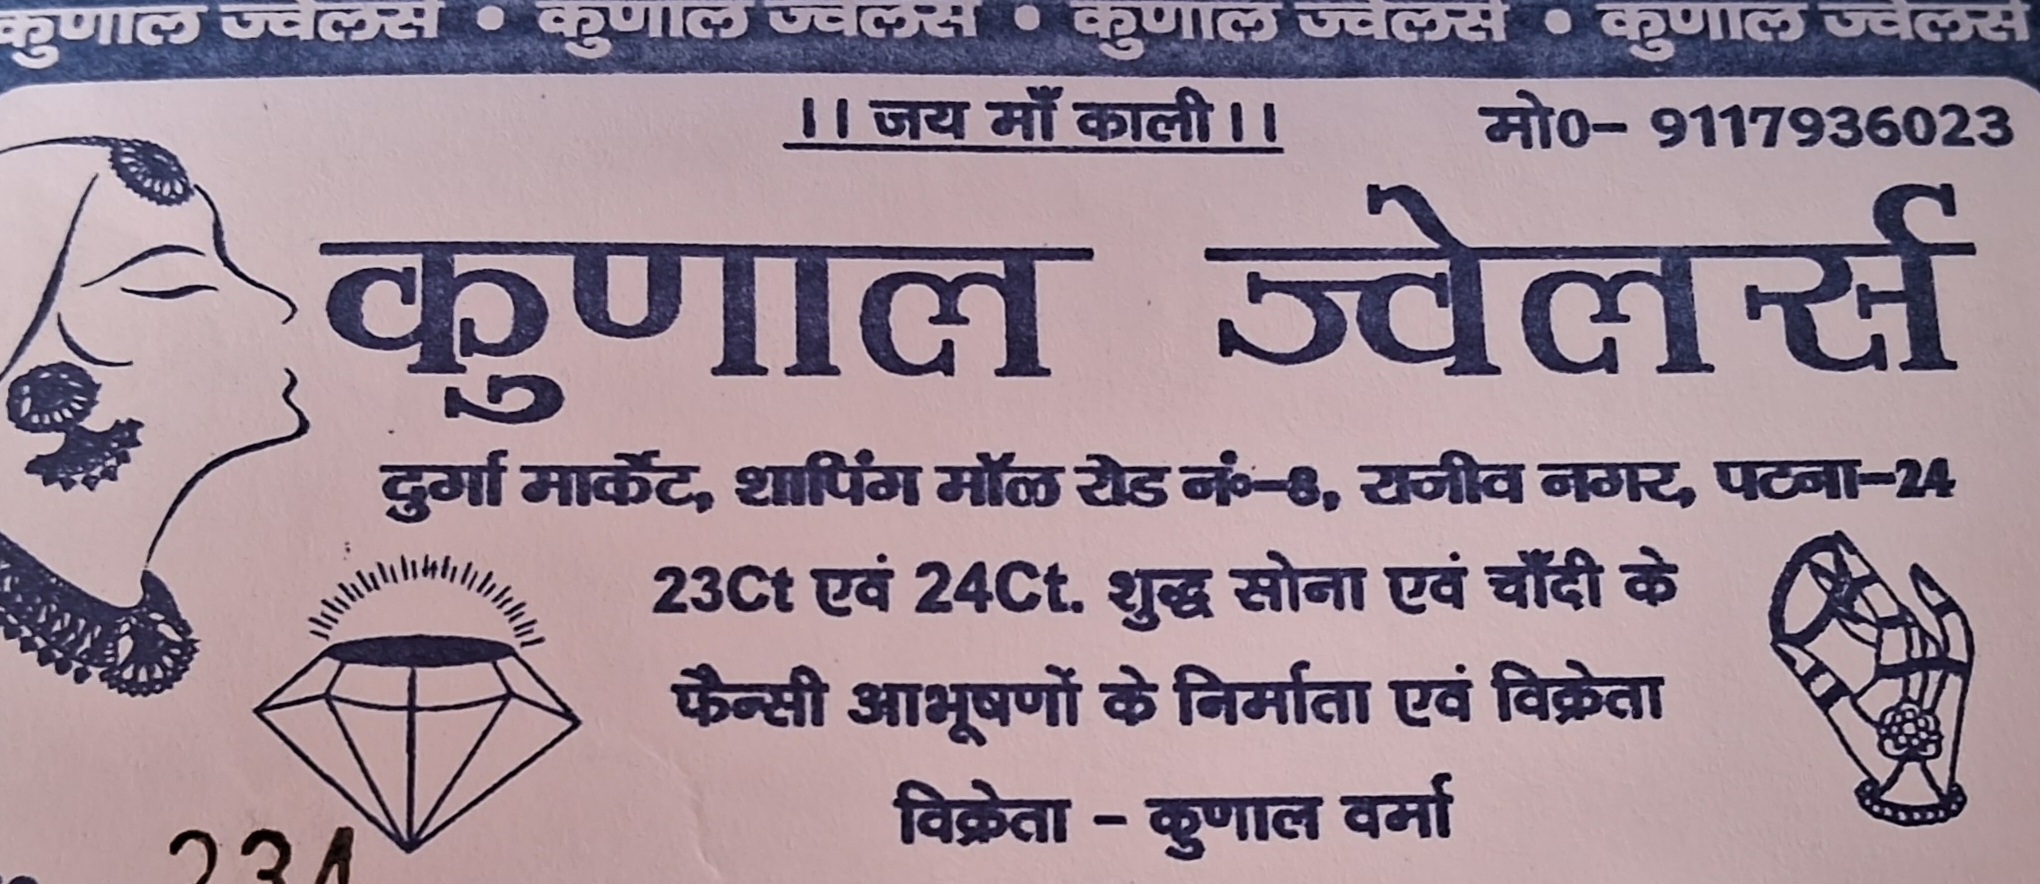 कुणाल ज्वेलर्स • कुणाल ज्वेलर्स • कुणाल ज्वेलर्स • कुणाल ज्वेलर्स
।। जय माँ काली ।। मो0– 9117936023
कुणाल ज्वेलर्स
दुर्गा मार्केट, शापिंग मॉल रोड नं०–8, राजीव नगर, पटना–24
23Ct एवं 24Ct. शुद्ध सोना एवं चाँदी के
फैन्सी आभूषणों के निर्माता एवं विक्रेता
विक्रेता – कुणाल वर्मा
234